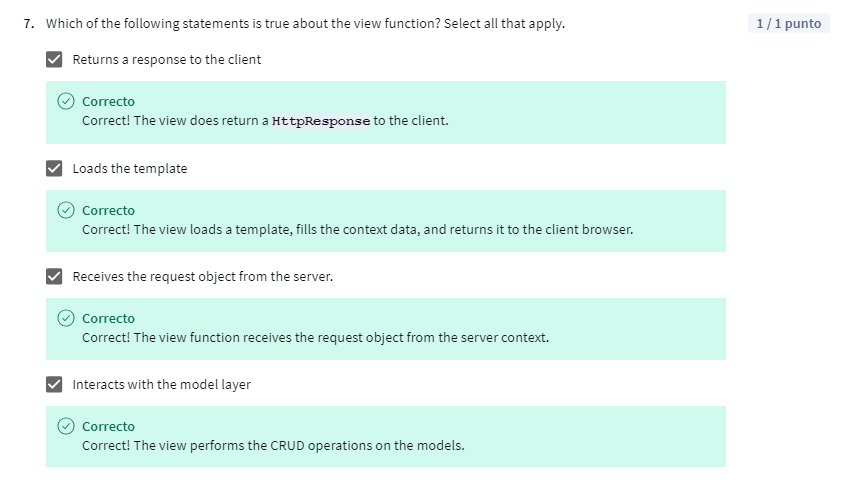 7. Which of the following statements is true about the view function? Select all that apply.
1 / 1 punto
Returns a response to the client
Correcto
Correct! The view does return a HttpResponse to the client.
Loads the template
Correcto
Correct! The view loads a template, fills the context data, and returns it to the client browser.
Receives the request object from the server.
Correcto
Correct! The view function receives the request object from the server context.
Interacts with the model layer
Correcto
Correct! The view performs the CRUD operations on the models.